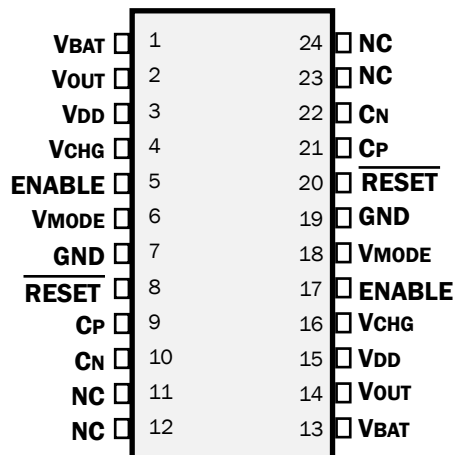 VBAT 1 24 NC
VOUT 2 23 NC
VDD 3 22 CN
VCHG 4 21 CP
ENABLE 5 20 RESET
VMODE 6 19 GND
GND 7 18 VMODE
RESET 8 17 ENABLE
CP 9 16 VCHG
CN 10 15 VDD
NC 11 14 VOUT
NC 12 13 VBAT